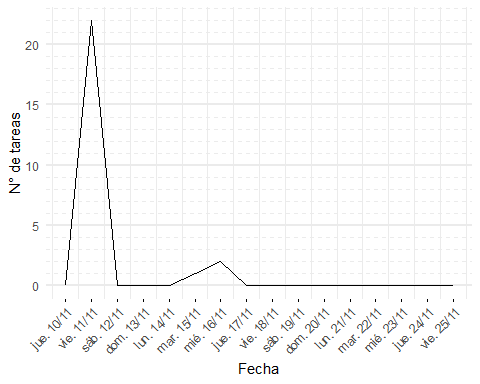 N° de tareas
20
15
10
5
0
jue. 10/11
vie. 11/11
sáb. 12/11
dom. 13/11
lun. 14/11
mar. 15/11
mié. 16/11
jue. 17/11
vie. 18/11
sáb. 19/11
dom. 20/11
lun. 21/11
mar. 22/11
mié. 23/11
jue. 24/11
vie. 25/11
Fecha